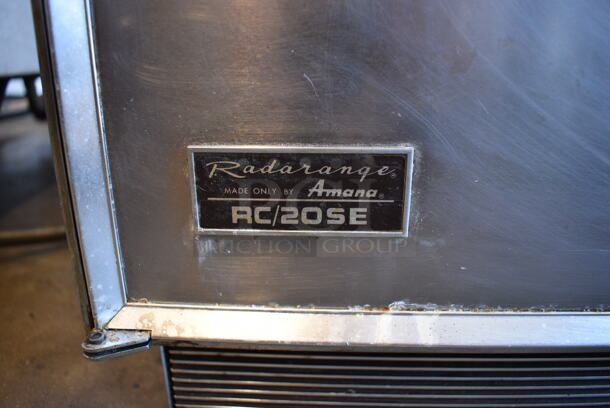 Radarange®
MADE ONLY BY Amana®
RC/20SE
AUCTION GROUP